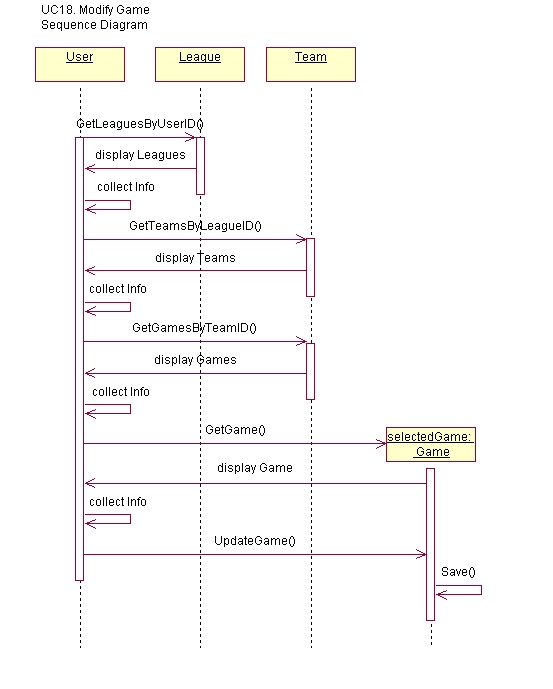 UC18. Modify Game
Sequence Diagram
User
League
Team
GetLeaguesByUserID()
display Leagues
collect Info
GetTeamsByLeagueID()
display Teams
collect Info
GetGamesByTeamID()
display Games
collect Info
GetGame()
selectedGame:
Game
display Game
collect Info
UpdateGame()
Save()